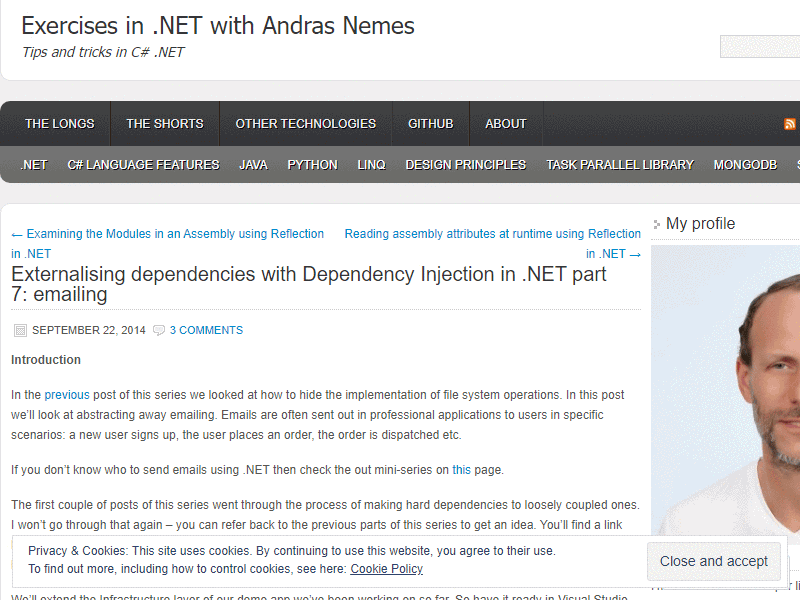 Exercises in .NET with Andras Nemes
Tips and tricks in C# .NET
THE LONGS THE SHORTS OTHER TECHNOLOGIES GITHUB ABOUT
.NET C# LANGUAGE FEATURES JAVA PYTHON LINQ DESIGN PRINCIPLES TASK PARALLEL LIBRARY MONGODB
← Examining the Modules in an Assembly using Reflection in .NET
Reading assembly attributes at runtime using Reflection in .NET →
My profile
Externalising dependencies with Dependency Injection in .NET part
7: emailing
SEPTEMBER 22, 2014 3 COMMENTS
Introduction
In the previous post of this series we looked at how to hide the implementation of file system operations. In this post
we'll look at abstracting away emailing. Emails are often sent out in professional applications to users in specific
scenarios: a new user signs up, the user places an order, the order is dispatched etc.
If you don't know who to send emails using .NET then check the out mini-series on this page.
The first couple of posts of this series went through the process of making hard dependencies to loosely coupled ones.
I won't go through that again – you can refer back to the previous parts of this series to get an idea. You'll find a link
Privacy & Cookies: This site uses cookies. By continuing to use this website, you agree to their use.
To find out more, including how to control cookies, see here: Cookie Policy
Close and accept
We'll extend the Infrastructure layer of our demo app we've been working on so far. So have it ready in Visual Studio